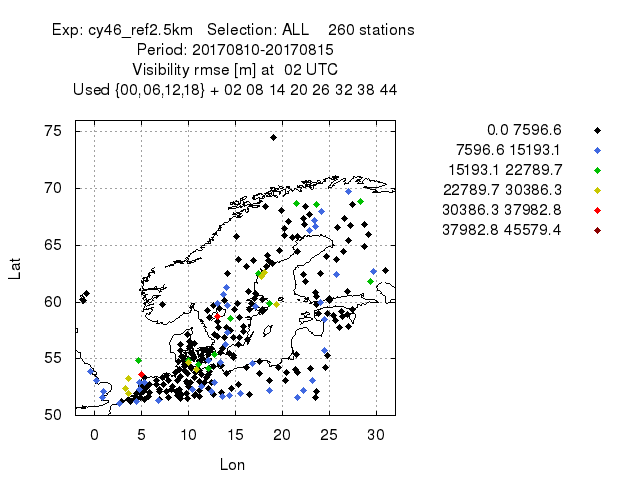 Exp: cy46_ref2.5km Selection: ALL 260 stations
Period: 20170810-20170815
Visibility rmse [m] at 02 UTC
Used {00,06,12,18} + 02 08 14 20 26 32 38 44
75
70
65
60
55
50
0 5 10 15 20 25 30
Lat
Lon
0.0 7596.6
7596.6 15193.1
15193.1 22789.7
22789.7 30386.3
30386.3 37982.8
37982.8 45579.4